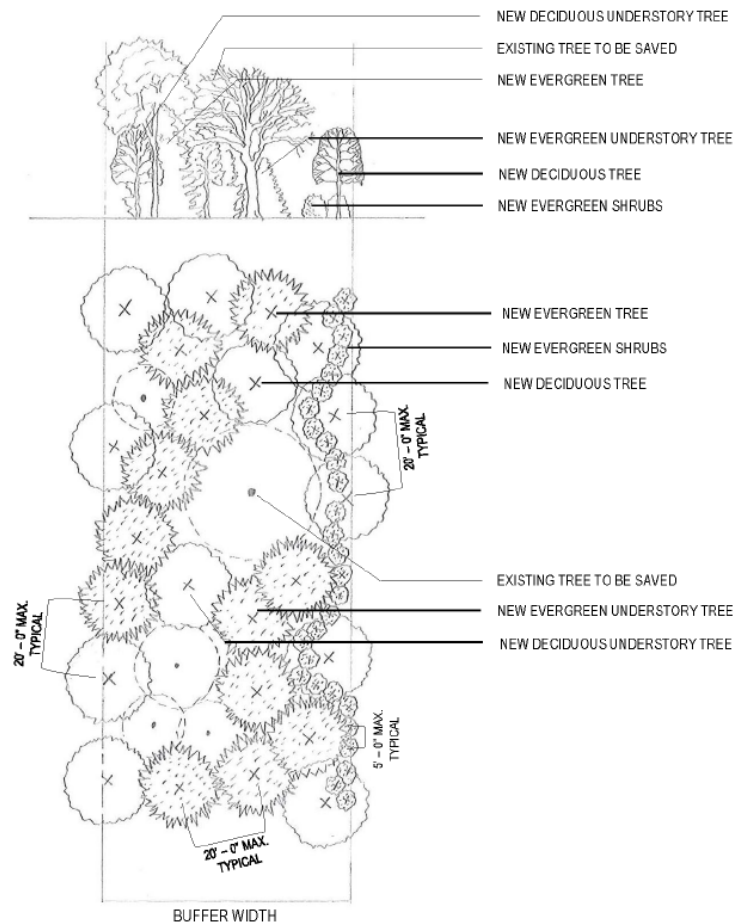 NEW DECIDUOUS UNDERSTORY TREE
EXISTING TREE TO BE SAVED
NEW EVERGREEN TREE
NEW EVERGREEN UNDERSTORY TREE
NEW DECIDUOUS TREE
NEW EVERGREEN SHRUBS
NEW EVERGREEN TREE
NEW EVERGREEN SHRUBS
NEW DECIDUOUS TREE
20' – 0" MAX.
TYPICAL
EXISTING TREE TO BE SAVED
NEW EVERGREEN UNDERSTORY TREE
20' – 0" MAX.
TYPICAL
NEW DECIDUOUS UNDERSTORY TREE
5' – 0" MAX.
TYPICAL
20' – 0" MAX.
TYPICAL
BUFFER WIDTH